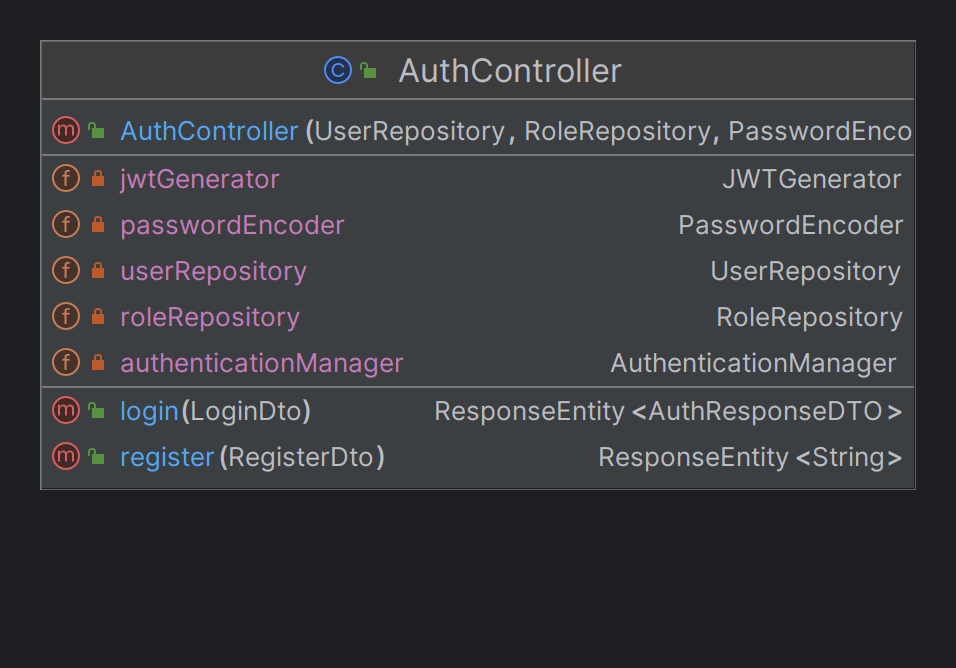 AuthController
AuthController(UserRepository, RoleRepository, PasswordEnco
jwtGenerator JWTGenerator
passwordEncoder PasswordEncoder
userRepository UserRepository
roleRepository RoleRepository
authenticationManager AuthenticationManager
login(LoginDto) ResponseEntity<AuthResponseDTO>
register(RegisterDto) ResponseEntity<String>